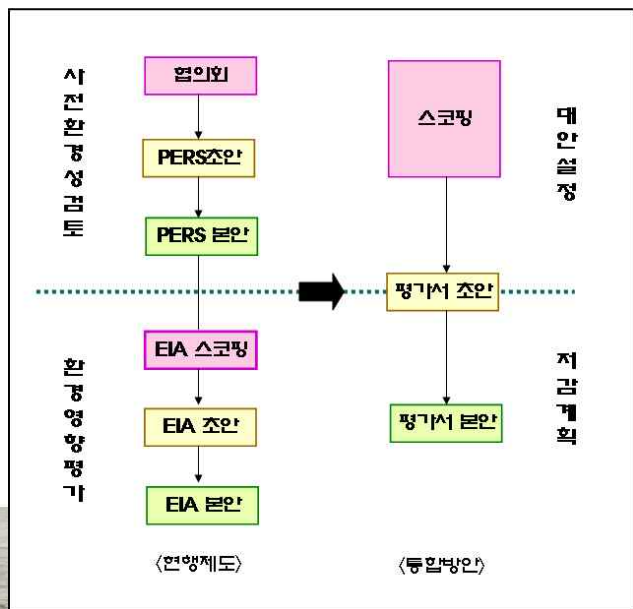 사전환경성검토
협의회
PERS초안
PERS 본안
환경영향평가
EIA 스코핑
EIA 초안
EIA 본안
<현행제도>
스코핑
대안설정
평가서 초안
저감계획
평가서 본안
<통합방안>